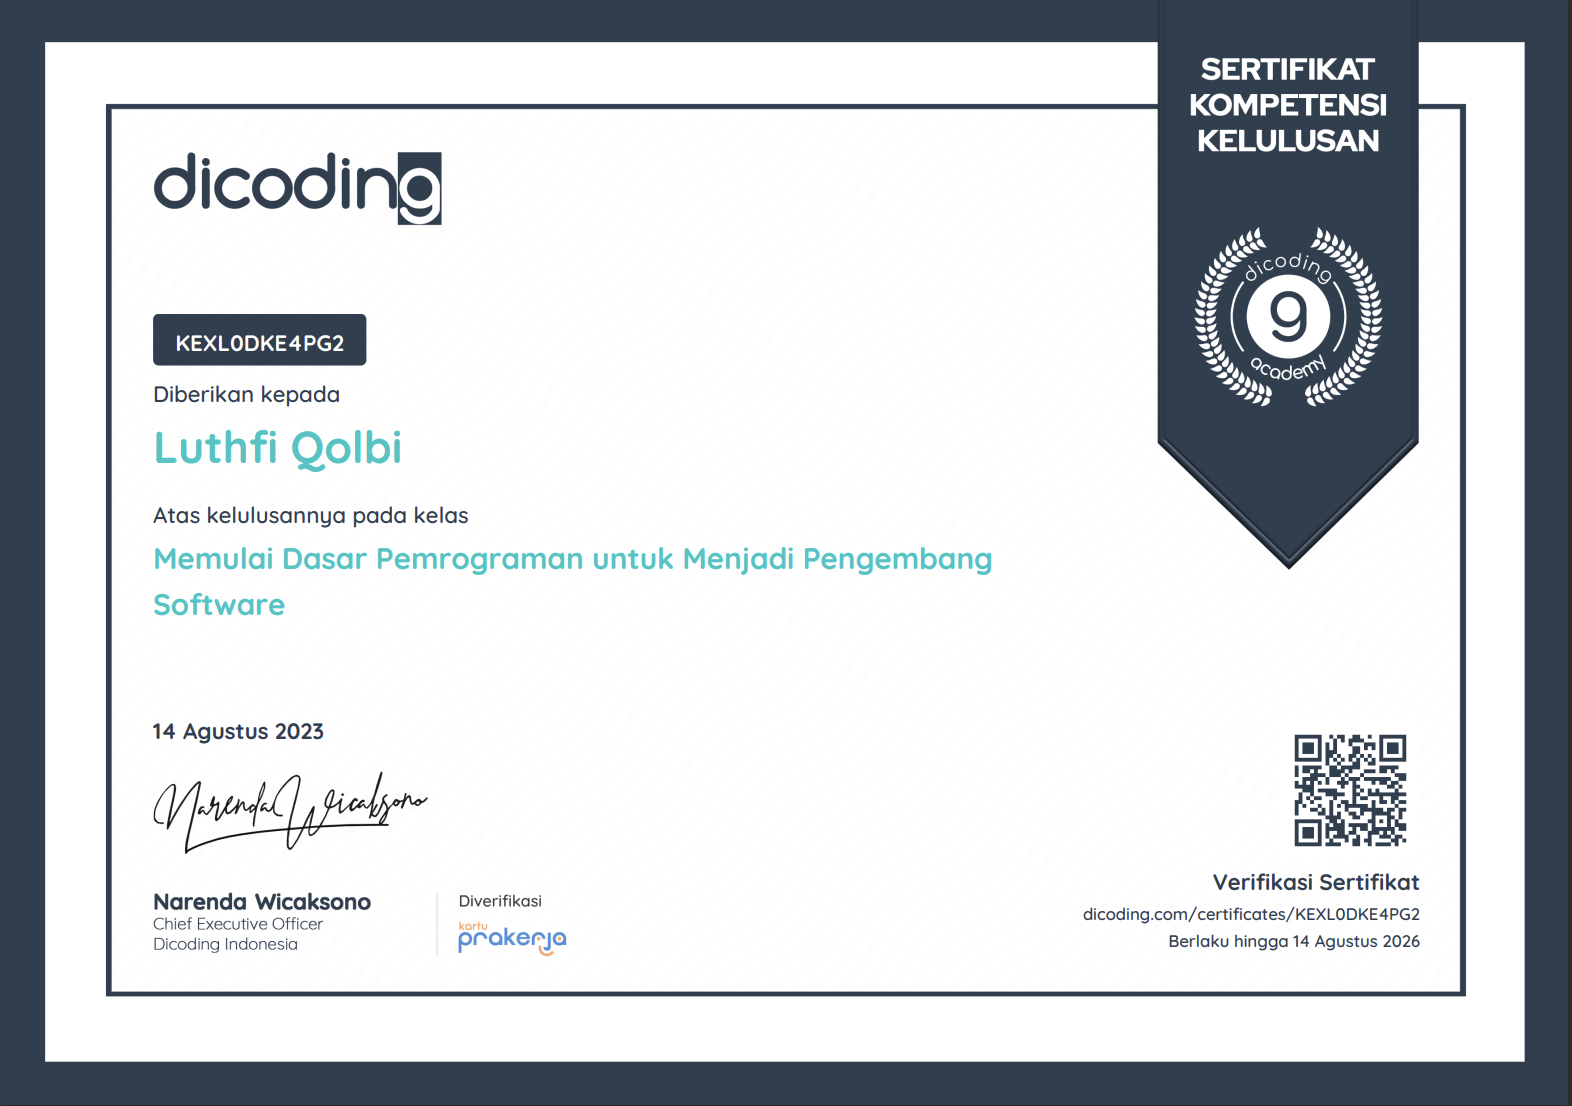 SERTIFIKAT
KOMPETENSI
KELULUSAN
dicoding
dicoding
g
academy
KEXL0DKE4PG2
Diberikan kepada
Luthfi Qolbi
Atas kelulusannya pada kelas
Memulai Dasar Pemrograman untuk Menjadi Pengembang
Software
14 Agustus 2023
Narenda Wicaksono
Narenda Wicaksono
Chief Executive Officer
Dicoding Indonesia
Diverifikasi
kartu
prakerja
Verifikasi Sertifikat
dicoding.com/certificates/KEXL0DKE4PG2
Berlaku hingga 14 Agustus 2026